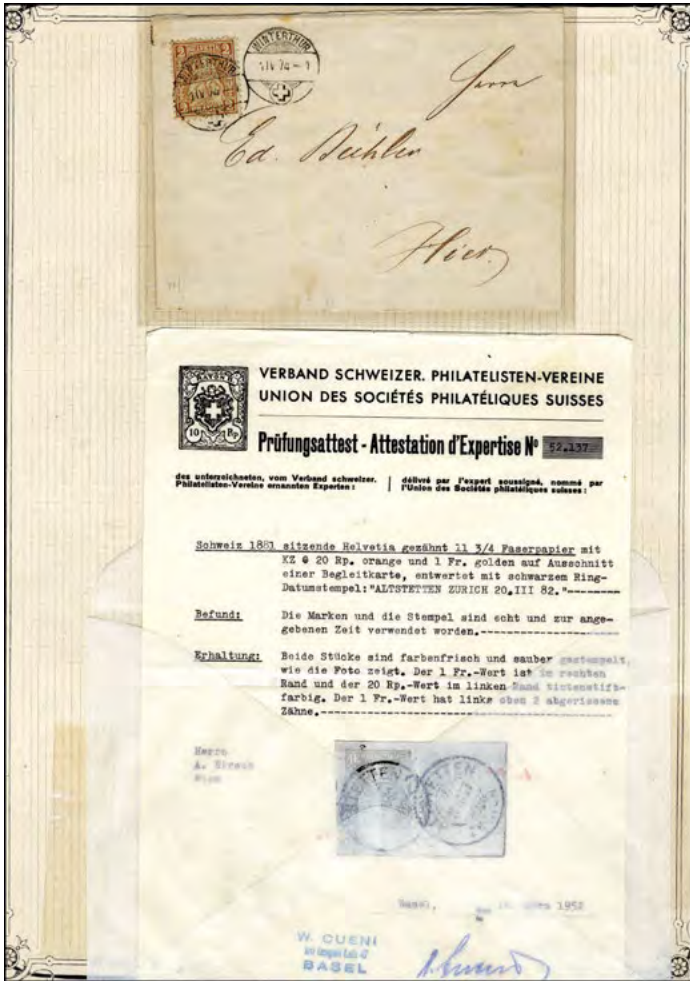 WINTERTHUR
Herrn
Ed. Bühler
Hier.
VERBAND SCHWEIZER. PHILATELISTEN-VEREINE
UNION DES SOCIÉTÉS PHILATÉLIQUES SUISSES
10 Rp.
Prüfungsattest - Attestation d'Expertise Nº 52.137
des unterzeichneten, vom Verband schweizer.
Philatelisten-Vereine ernannten Experten:
délivré par l'expert soussigné, nommé par
l'Union des Sociétés philatéliques suisses:
Schweiz 1881 sitzende Helvetia gezähnt 11 3/4 Faserpapier mit
KZ 20 Rp. orange und 1 Fr. golden auf Ausschnitt
einer Begleitkarte, entwertet mit schwarzem Ring-
Datumstempel: "ALTSTETTEN ZURICH 20.III 82."--------
Befund: Die Marken und die Stempel sind echt und zur ange-
gebenen Zeit verwendet worden.-----------------
Erhaltung: Beide Stücke sind farbenfrisch und sauber gestempelt,
wie die Foto zeigt. Der 1 Fr.-Wert ist im rechten
Rand und der 20 Rp.-Wert im linken Rand tintenstift-
farbig. Der 1 Fr.-Wert hat links oben 2 abgerissene
Zähne.----------------------------------------
Herrn
A.
Wien
Basel, 1952
W. CUENI
BASEL